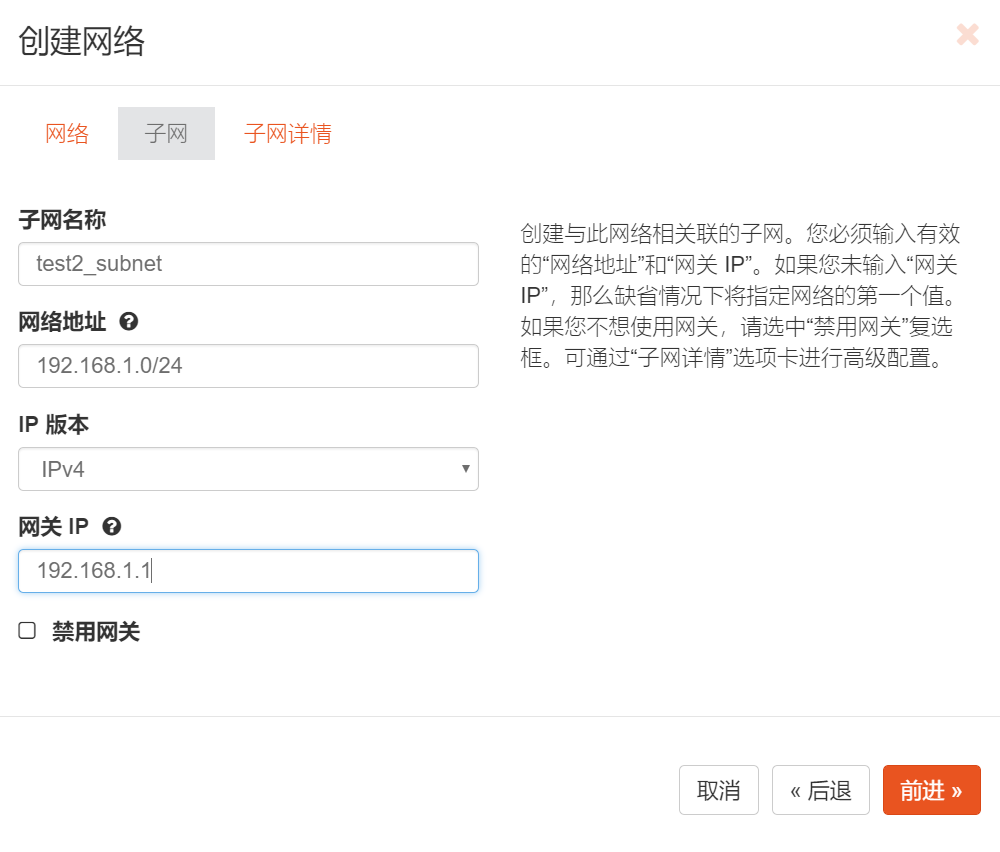 创建网络
网络 子网 子网详情
子网名称
test2_subnet
网络地址
192.168.1.0/24
IP 版本
IPv4
网关 IP
192.168.1.1
禁用网关
创建与此网络相关联的子网。您必须输入有效
的“网络地址”和“网关 IP”。如果您未输入“网关
IP”，那么缺省情况下将指定网络的第一个值。
如果您不想使用网关，请选中“禁用网关”复选
框。可通过“子网详情”选项卡进行高级配置。
取消 « 后退 前进 »